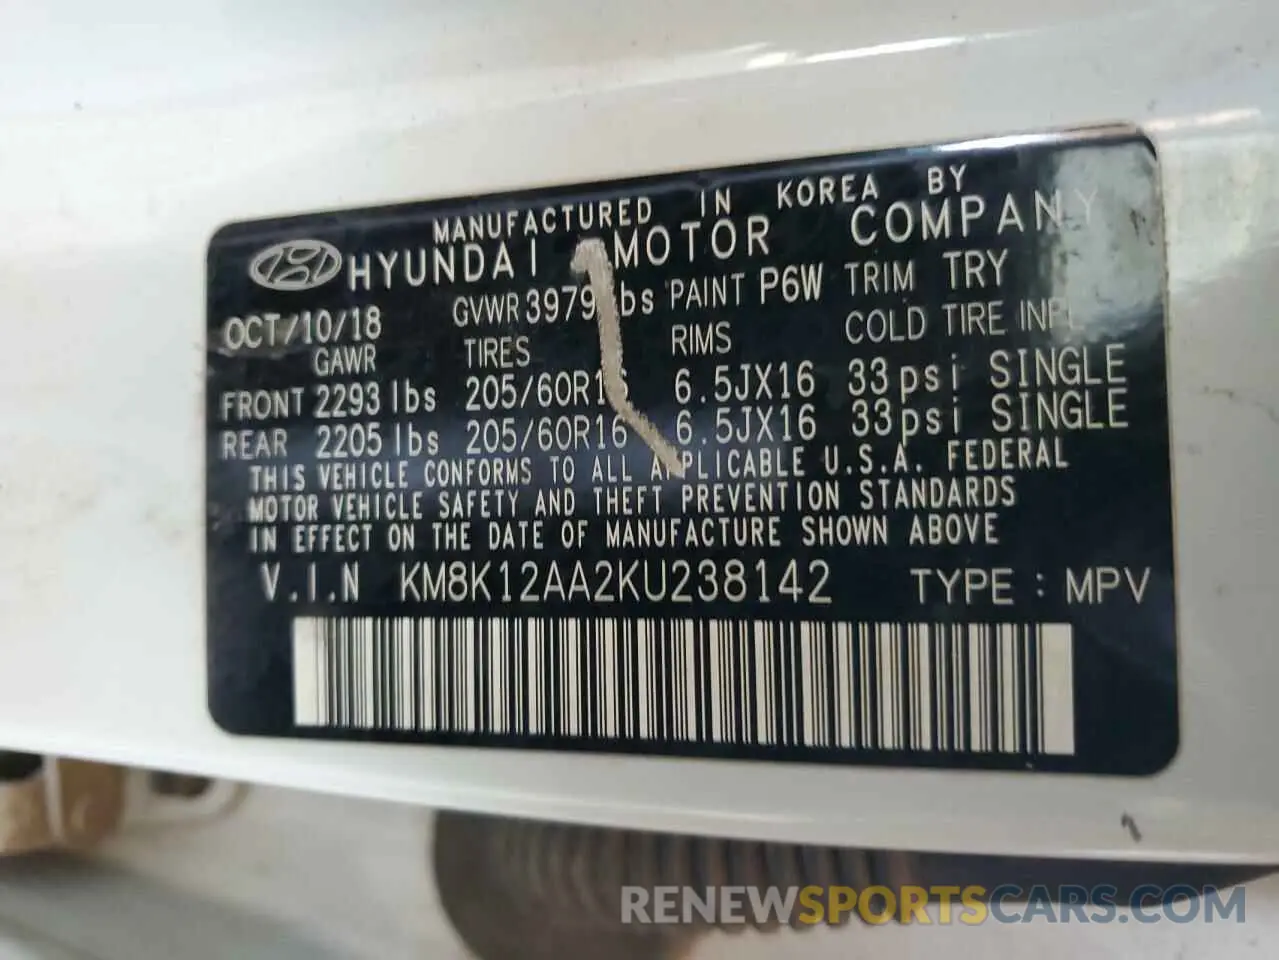 MANUFACTURED IN KOREA BY
HYUNDAI MOTOR COMPANY
OCT/10/18 GVWR lbs PAINT P6W TRIM TRY
GAWR TIRES RIMS COLD TIRE
FRONT 2293 lbs 205/60R16 6.5JX16 33psi SINGLE
REAR 2205 lbs 205/60R16 6.5JX16 33psi SINGLE
THIS VEHICLE CONFORMS TO ALL APPLICABLE U.S.A. FEDERAL
MOTOR VEHICLE SAFETY AND THEFT PREVENTION STANDARDS
IN EFFECT ON THE DATE OF MANUFACTURE SHOWN ABOVE
V.I.N KM8K12AA2KU238142 TYPE : MPV
RENEWSPORTSCARS.COM